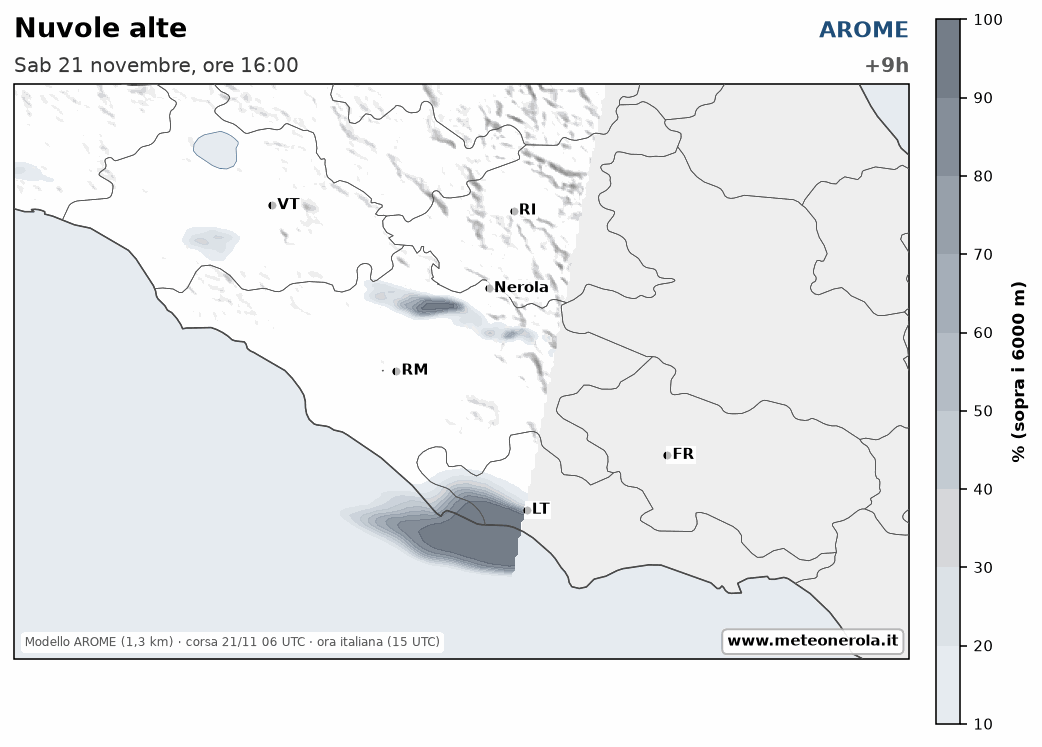 Nuvole alte
AROME
Sab 21 novembre, ore 16:00
+9h
100
90
80
70
60
50
40
30
20
10
% (sopra i 6000 m)
VT
RI
Nerola
RM
FR
LT
Modello AROME (1,3 km) · corsa 21/11 06 UTC · ora italiana (15 UTC)
www.meteonerola.it